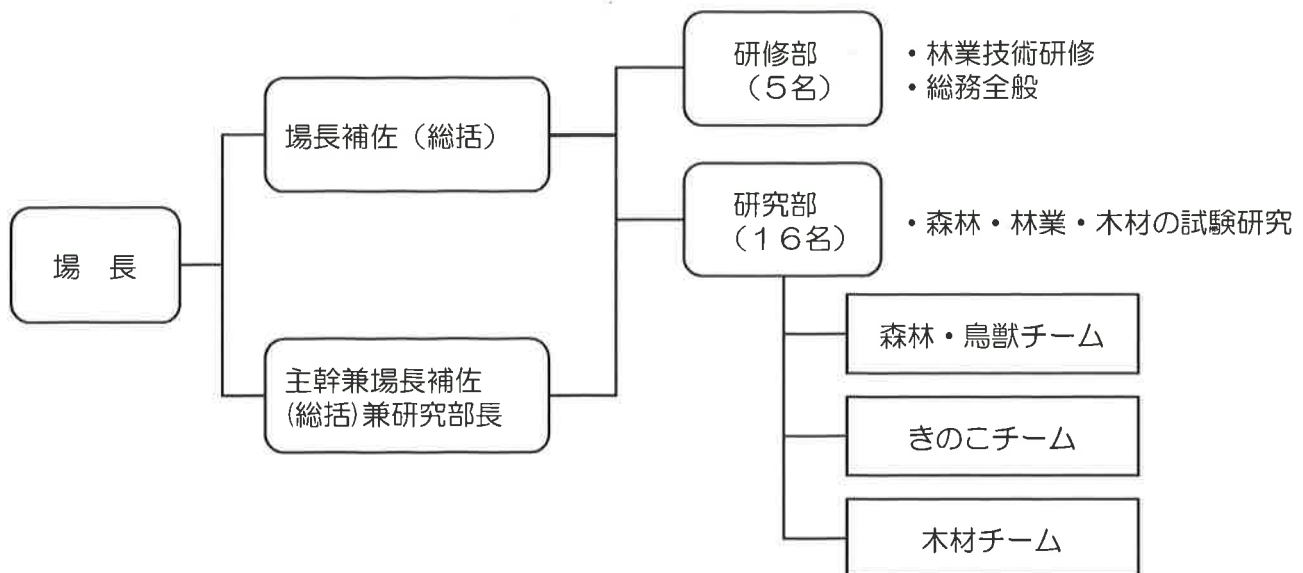 場　長
場長補佐（総括）
主幹兼場長補佐
(総括)兼研究部長
研修部
（５名）
・林業技術研修
・総務全般
研究部
（１６名）
・森林・林業・木材の試験研究
森林・鳥獣チーム
きのこチーム
木材チーム